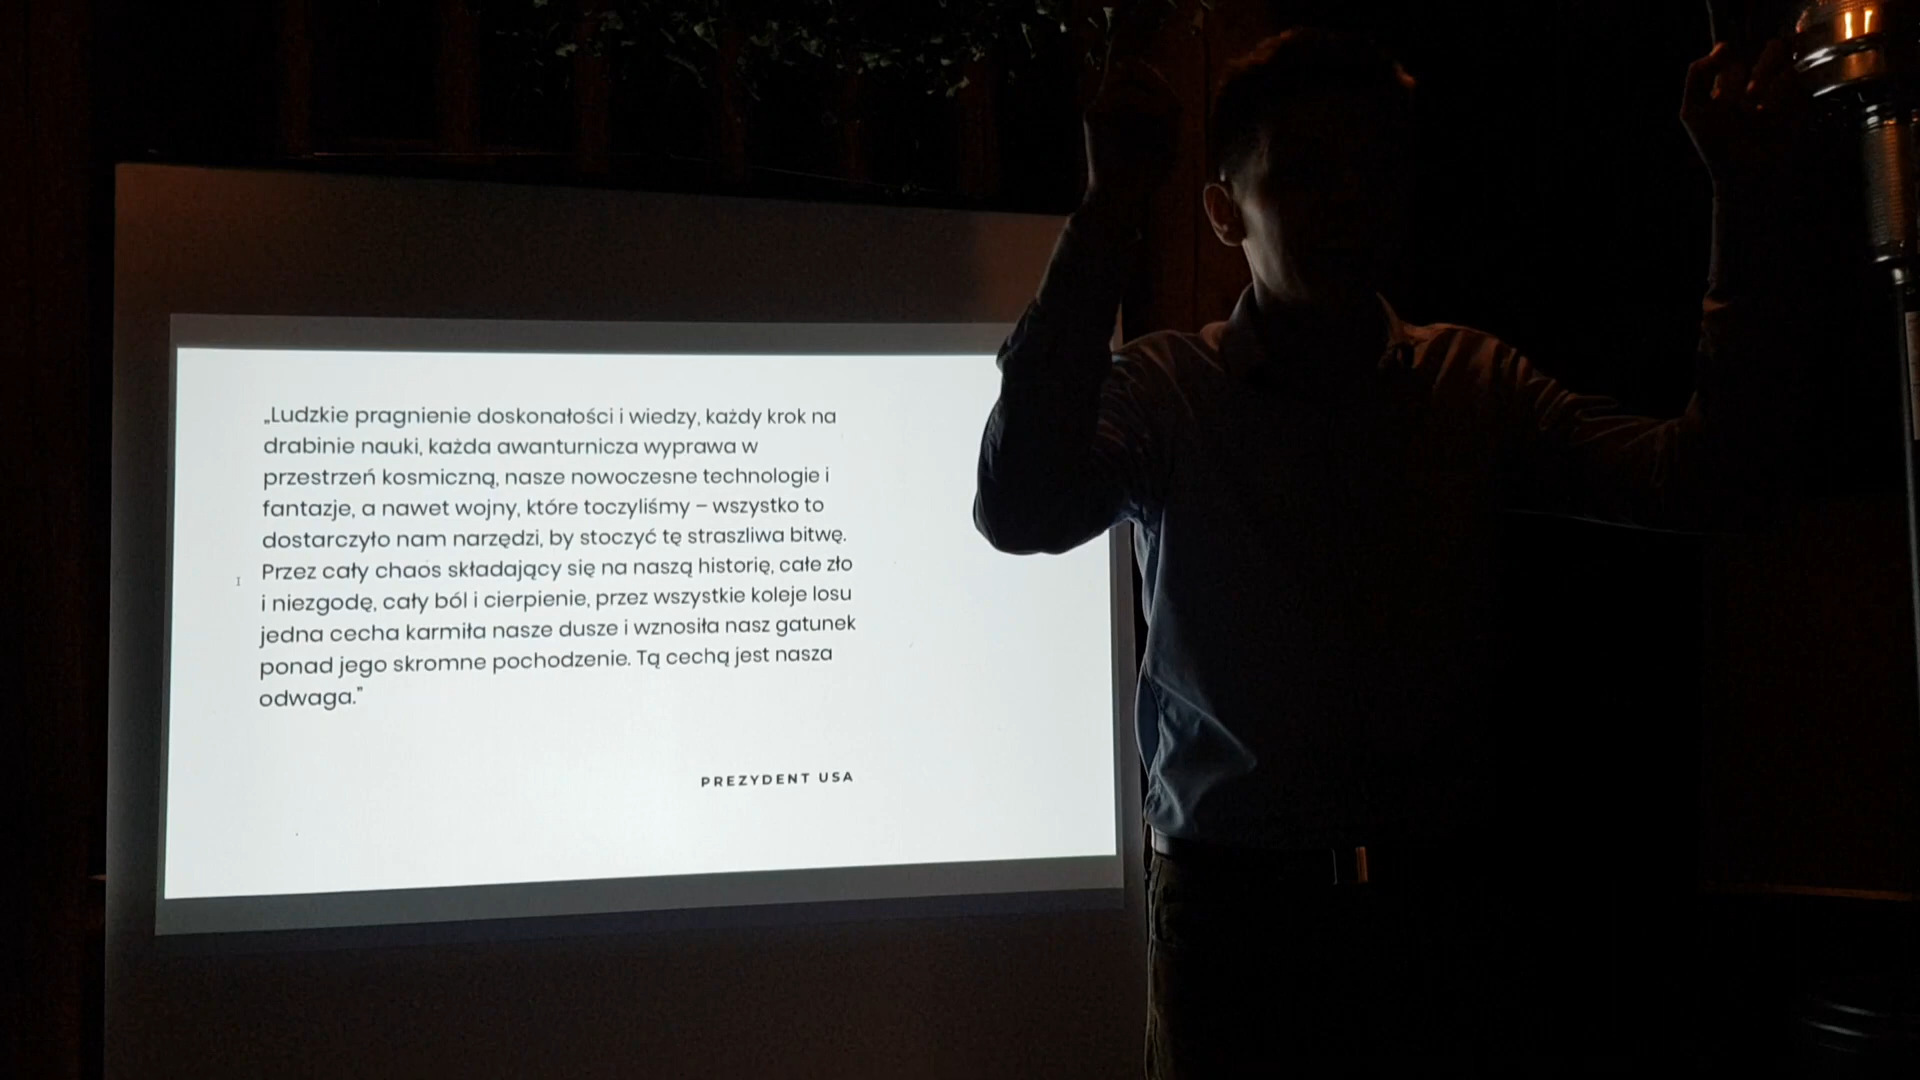 „Ludzkie pragnienie doskonałości i wiedzy, każdy krok na
drabinie nauki, każda awanturnicza wyprawa w
przestrzeń kosmiczną, nasze nowoczesne technologie i
fantazje, a nawet wojny, które toczyliśmy – wszystko to
dostarczyło nam narzędzi, by stoczyć tę straszliwa bitwę.
Przez cały chaos składający się na naszą historię, całe zło
i niezgodę, cały ból i cierpienie, przez wszystkie koleje losu
jedna cecha karmiła nasze dusze i wznosiła nasz gatunek
ponad jego skromne pochodzenie. Tą cechą jest nasza
odwaga.”
PREZYDENT USA